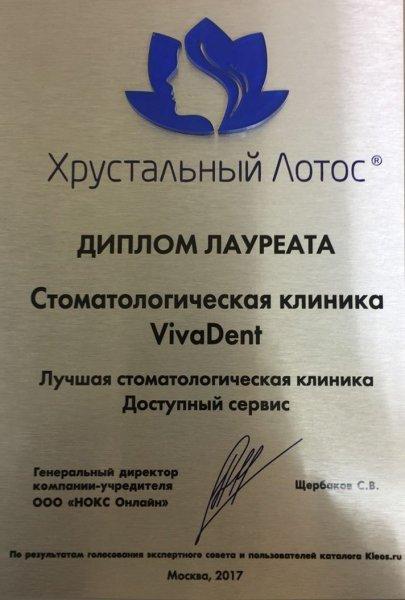 Хрустальный Лотос®
ДИПЛОМ ЛАУРЕАТА
Стоматологическая клиника
VivaDent
Лучшая стоматологическая клиника
Доступный сервис
Генеральный директор
компании-учредителя
ООО «НОКС Онлайн»
Щербаков С.В.
По результатам голосования экспертного совета и пользователей каталога Kleos.ru
Москва, 2017